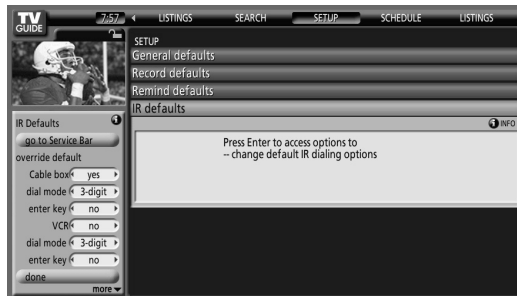 TV
GUIDE
7:57
LISTINGS SEARCH SETUP SCHEDULE LISTINGS
SETUP
General defaults
Record defaults
Remind defaults
IR defaults
INFO
Press Enter to access options to
-- change default IR dialing options
IR Defaults
go to Service Bar
override default
Cable box yes
dial mode 3-digit
enter key no
VCR no
dial mode 3-digit
enter key no
done
more